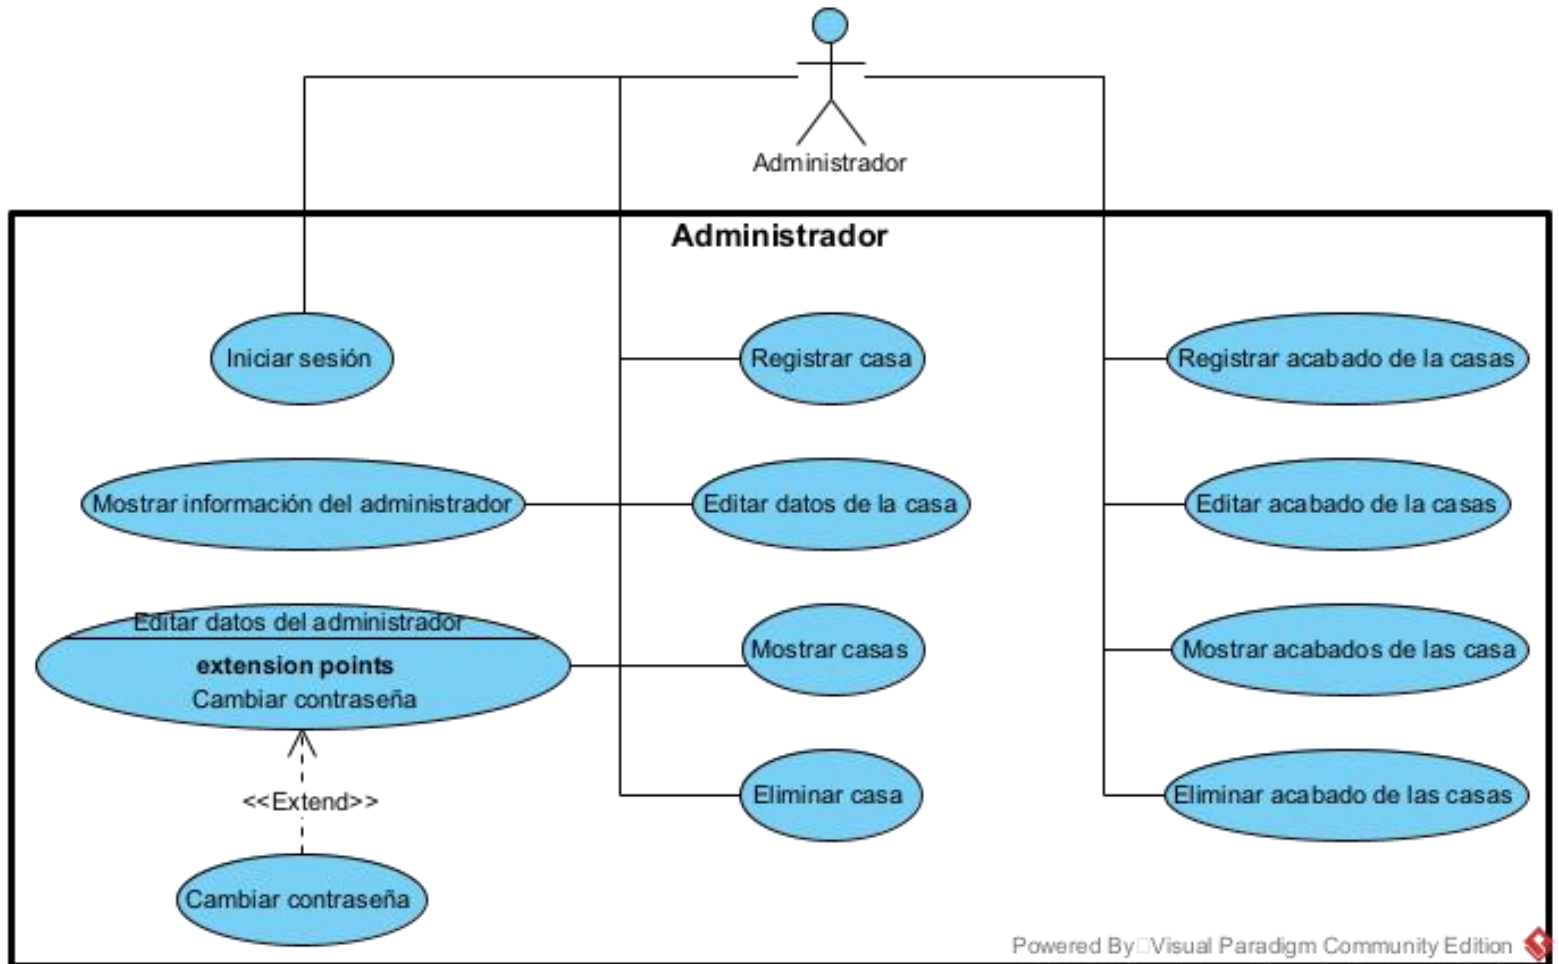 Administrador
Administrador
Iniciar sesión
Registrar casa
Registrar acabado de la casas
Mostrar información del administrador
Editar datos de la casa
Editar acabado de la casas
Editar datos del administrador
extension points
Cambiar contraseña
Mostrar casas
Mostrar acabados de las casa
<<Extend>>
Eliminar casa
Eliminar acabado de las casas
Cambiar contraseña
Powered By□Visual Paradigm Community Edition